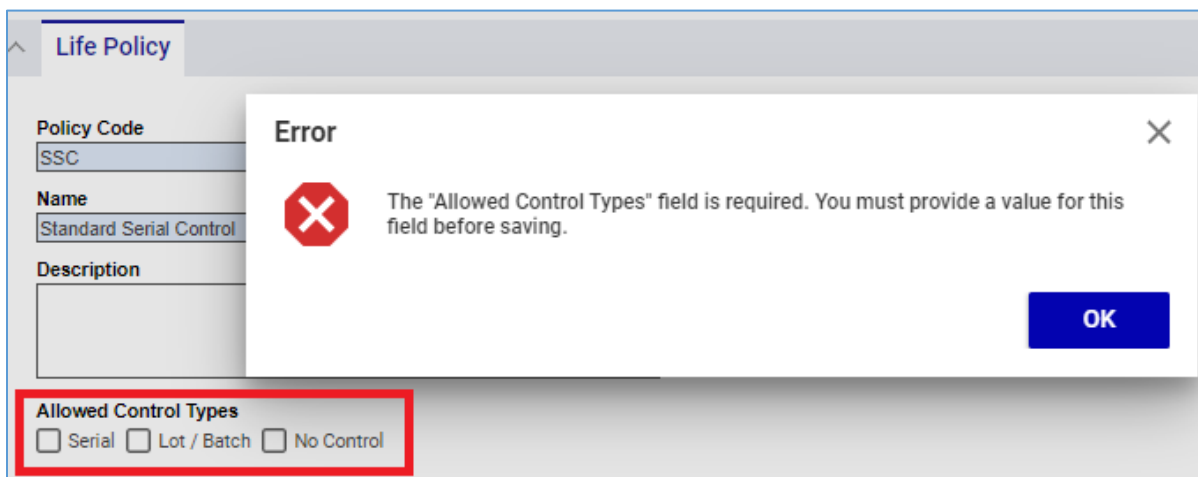 Life Policy
Policy Code
SSC
Name
Standard Serial Control
Description
Error
The "Allowed Control Types" field is required. You must provide a value for this
field before saving.
OK
Allowed Control Types
Serial Lot / Batch No Control